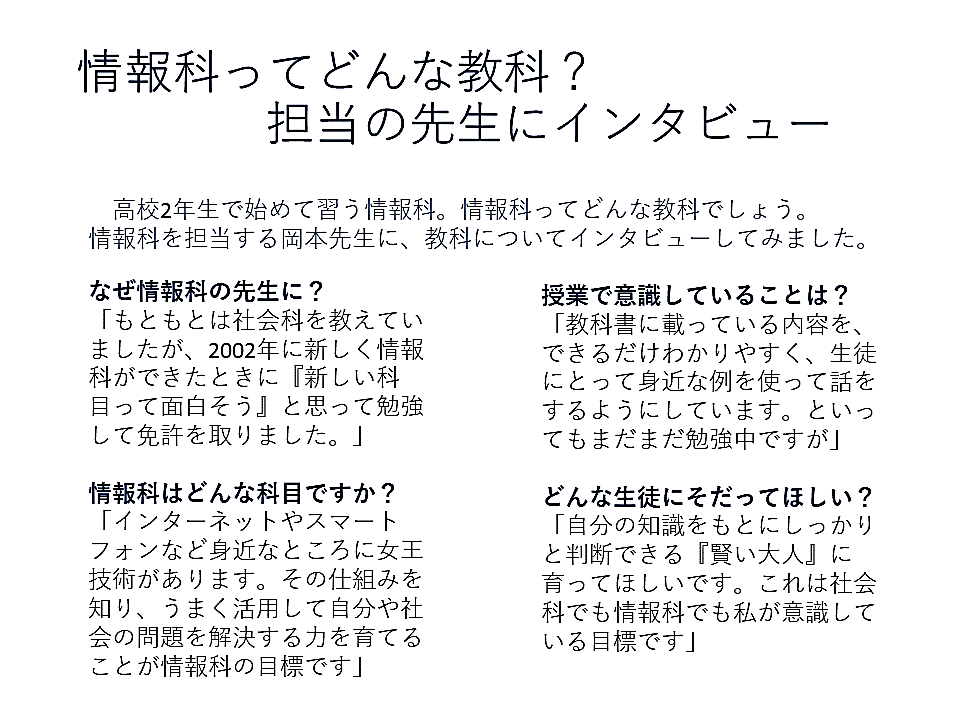 情報科ってどんな教科？
担当の先生にインタビュー
高校2年生で始めて習う情報科。情報科ってどんな教科でしょう。
情報科を担当する岡本先生に、教科についてインタビューしてみました。
なぜ情報科の先生に？
「もともとは社会科を教えてい
ましたが、2002年に新しく情報
科ができたときに『新しい科
目って面白そう』と思って勉強
して免許を取りました。」
情報科はどんな科目ですか？
「インターネットやスマート
フォンなど身近なところに女王
技術があります。その仕組みを
知り、うまく活用して自分や社
会の問題を解決する力を育てる
ことが情報科の目標です」
授業で意識していることは？
「教科書に載っている内容を、
できるだけわかりやすく、生徒
にとって身近な例を使って話を
するようにしています。といっ
てもまだまだ勉強中ですが」
どんな生徒にそだってほしい？
「自分の知識をもとにしっかり
と判断できる『賢い大人』に
育ってほしいです。これは社会
科でも情報科でも私が意識して
いる目標です」